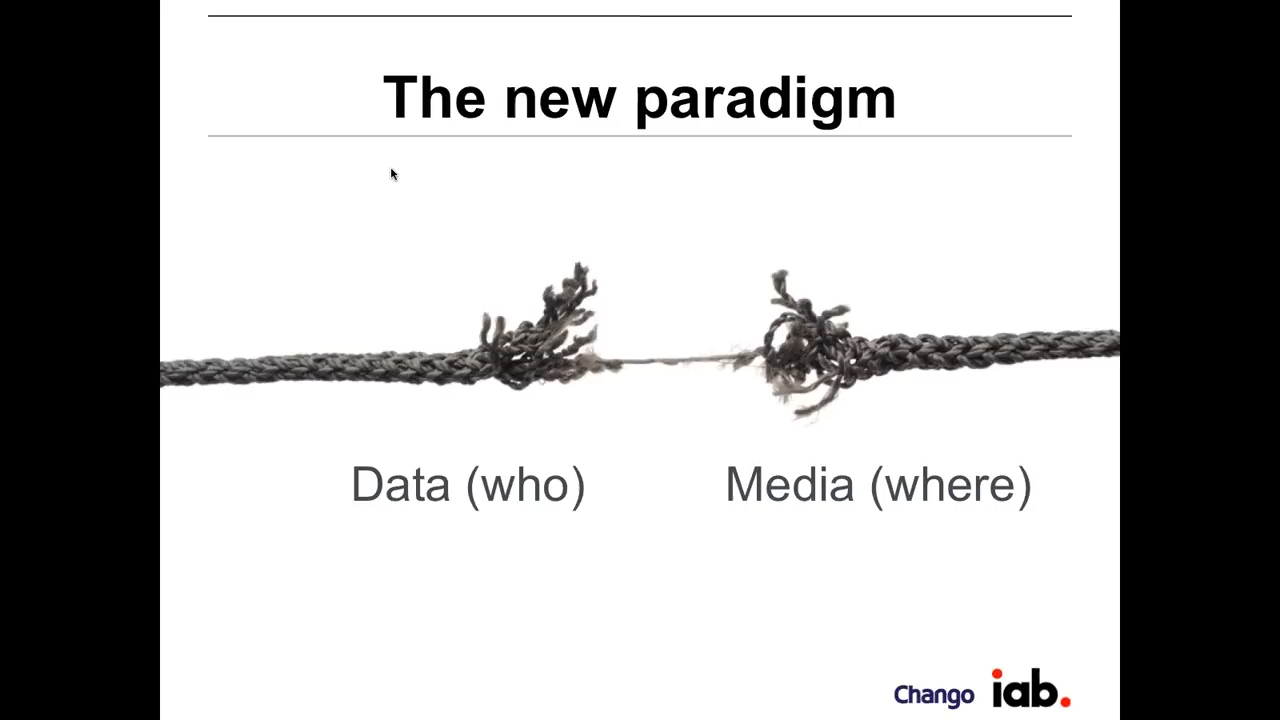 The new paradigm
Data (who)
Media (where)
Chango
iab.